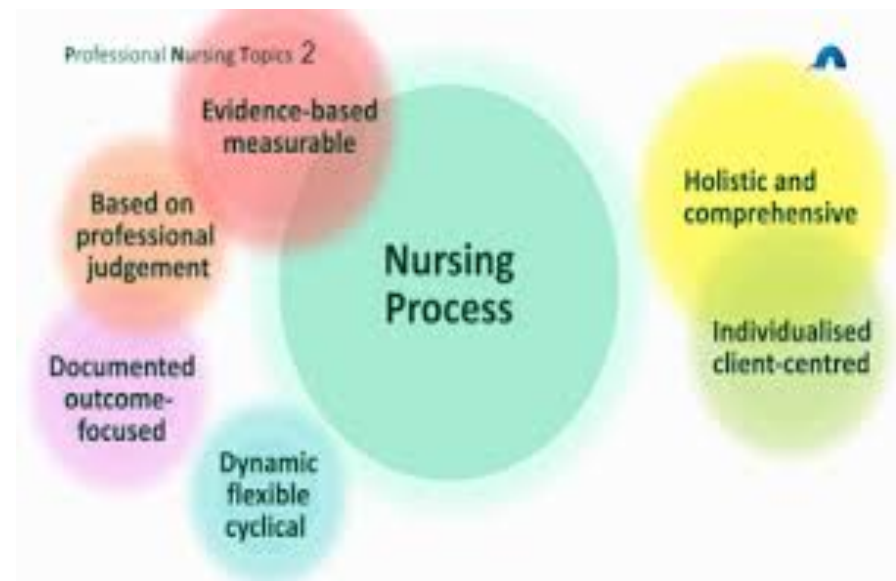 Professional Nursing Topics 2
Evidence-based
measurable
Based on
professional
judgement
Documented
outcome-
focused
Dynamic
flexible
cyclical
Nursing
Process
Holistic and
comprehensive
Individualised
client-centred